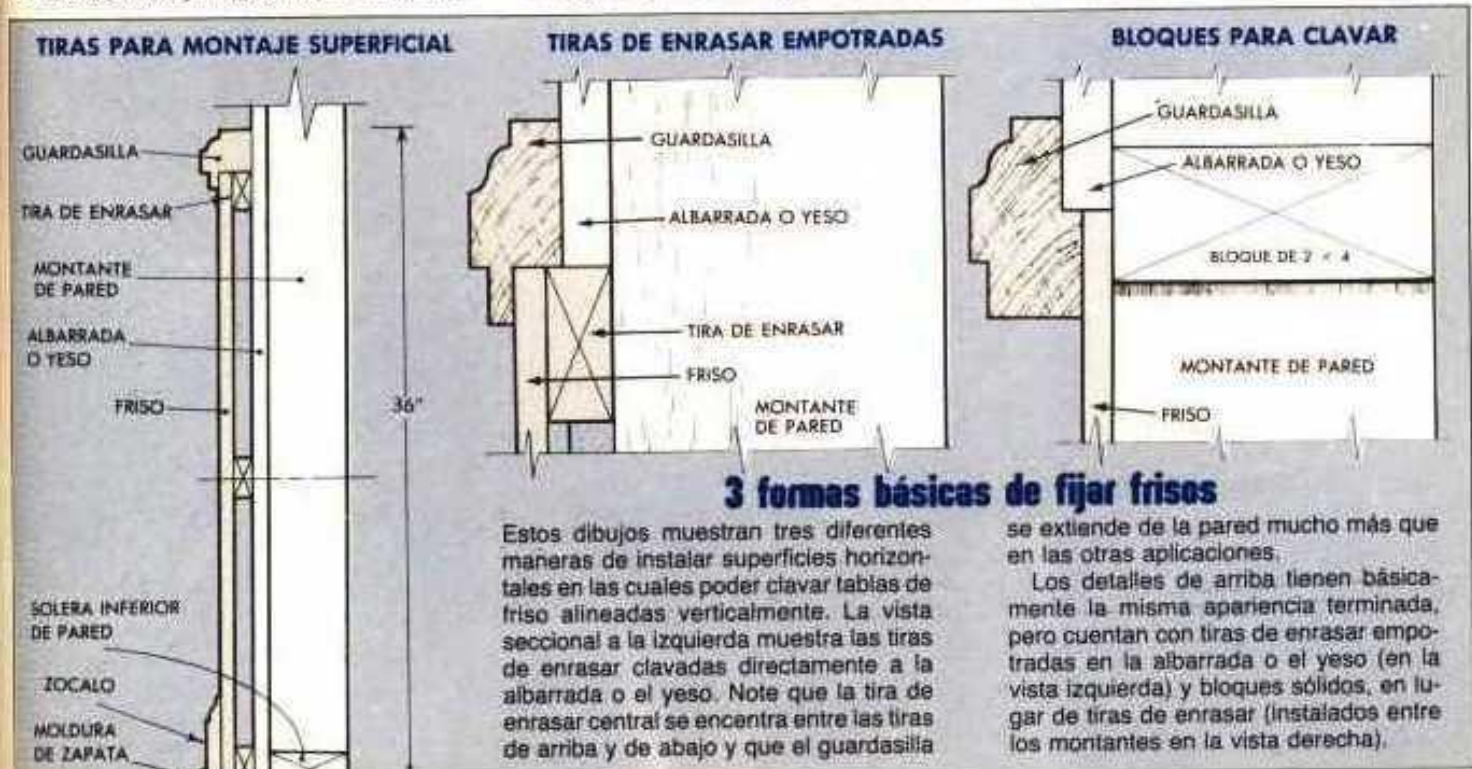 TIRAS PARA MONTAJE SUPERFICIAL
GUARDASILLA
TIRA DE ENRASAR
MONTANTE
DE PARED
ALBARRADA
O YESO
FRISO
36"
SOLERA INFERIOR
DE PARED
ZOCALO
MOLDURA
DE ZAPATA
TIRAS DE ENRASAR EMPOTRADAS
GUARDASILLA
ALBARRADA O YESO
TIRA DE ENRASAR
FRISO
MONTANTE
DE PARED
BLOQUES PARA CLAVAR
GUARDASILLA
ALBARRADA O YESO
BLOQUE DE 2 × 4
MONTANTE DE PARED
FRISO
3 formas básicas de fijar frisos
Estos dibujos muestran tres diferentes
maneras de instalar superficies horizon-
tales en las cuales poder clavar tablas de
friso alineadas verticalmente. La vista
seccional a la izquierda muestra las tiras
de enrasar clavadas directamente a la
albarrada o el yeso. Note que la tira de
enrasar central se encentra entre las tiras
de arriba y de abajo y que el guardasilla
se extiende de la pared mucho más que
en las otras aplicaciones.
Los detalles de arriba tienen básica-
mente la misma apariencia terminada,
pero cuentan con tiras de enrasar empo-
tradas en la albarrada o el yeso (en la
vista izquierda) y bloques sólidos, en lu-
gar de tiras de enrasar (instalados entre
los montantes en la vista derecha).